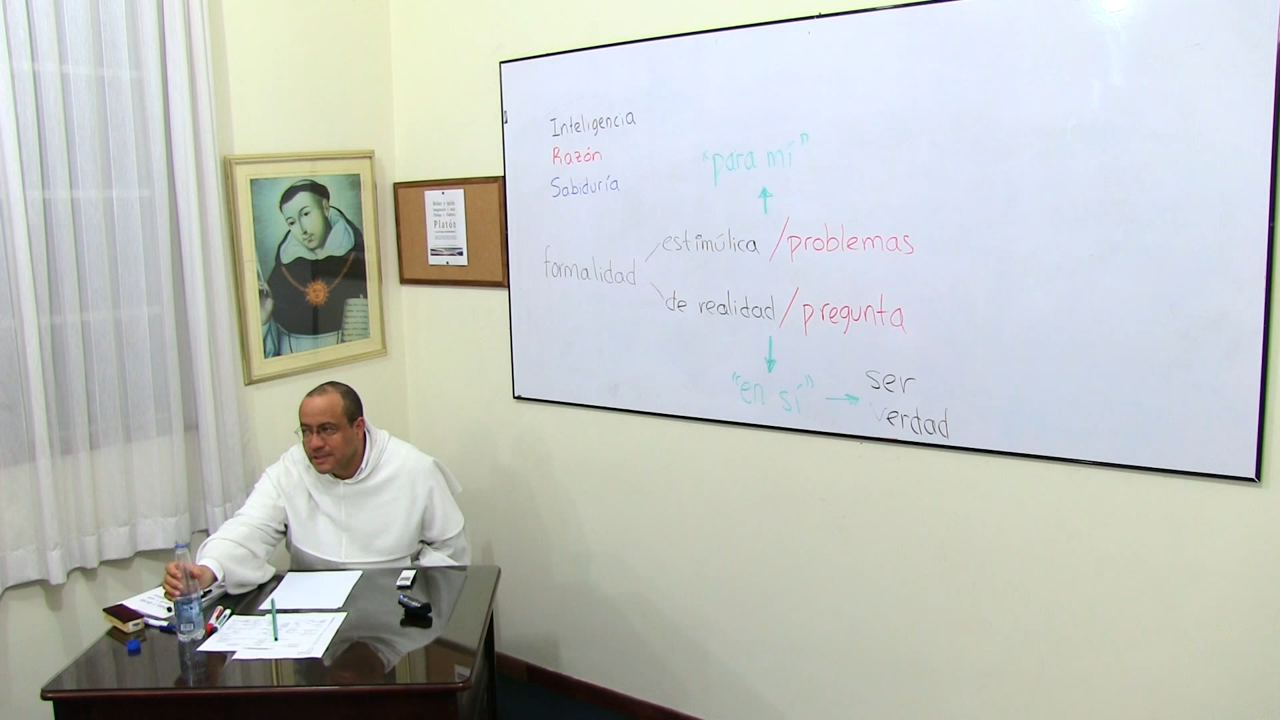 Inteligencia
Razón
Sabiduría
"para mí"
estimúlica / problemas
formalidad
de realidad / pregunta
"en sí" → ser
verdad
Platón